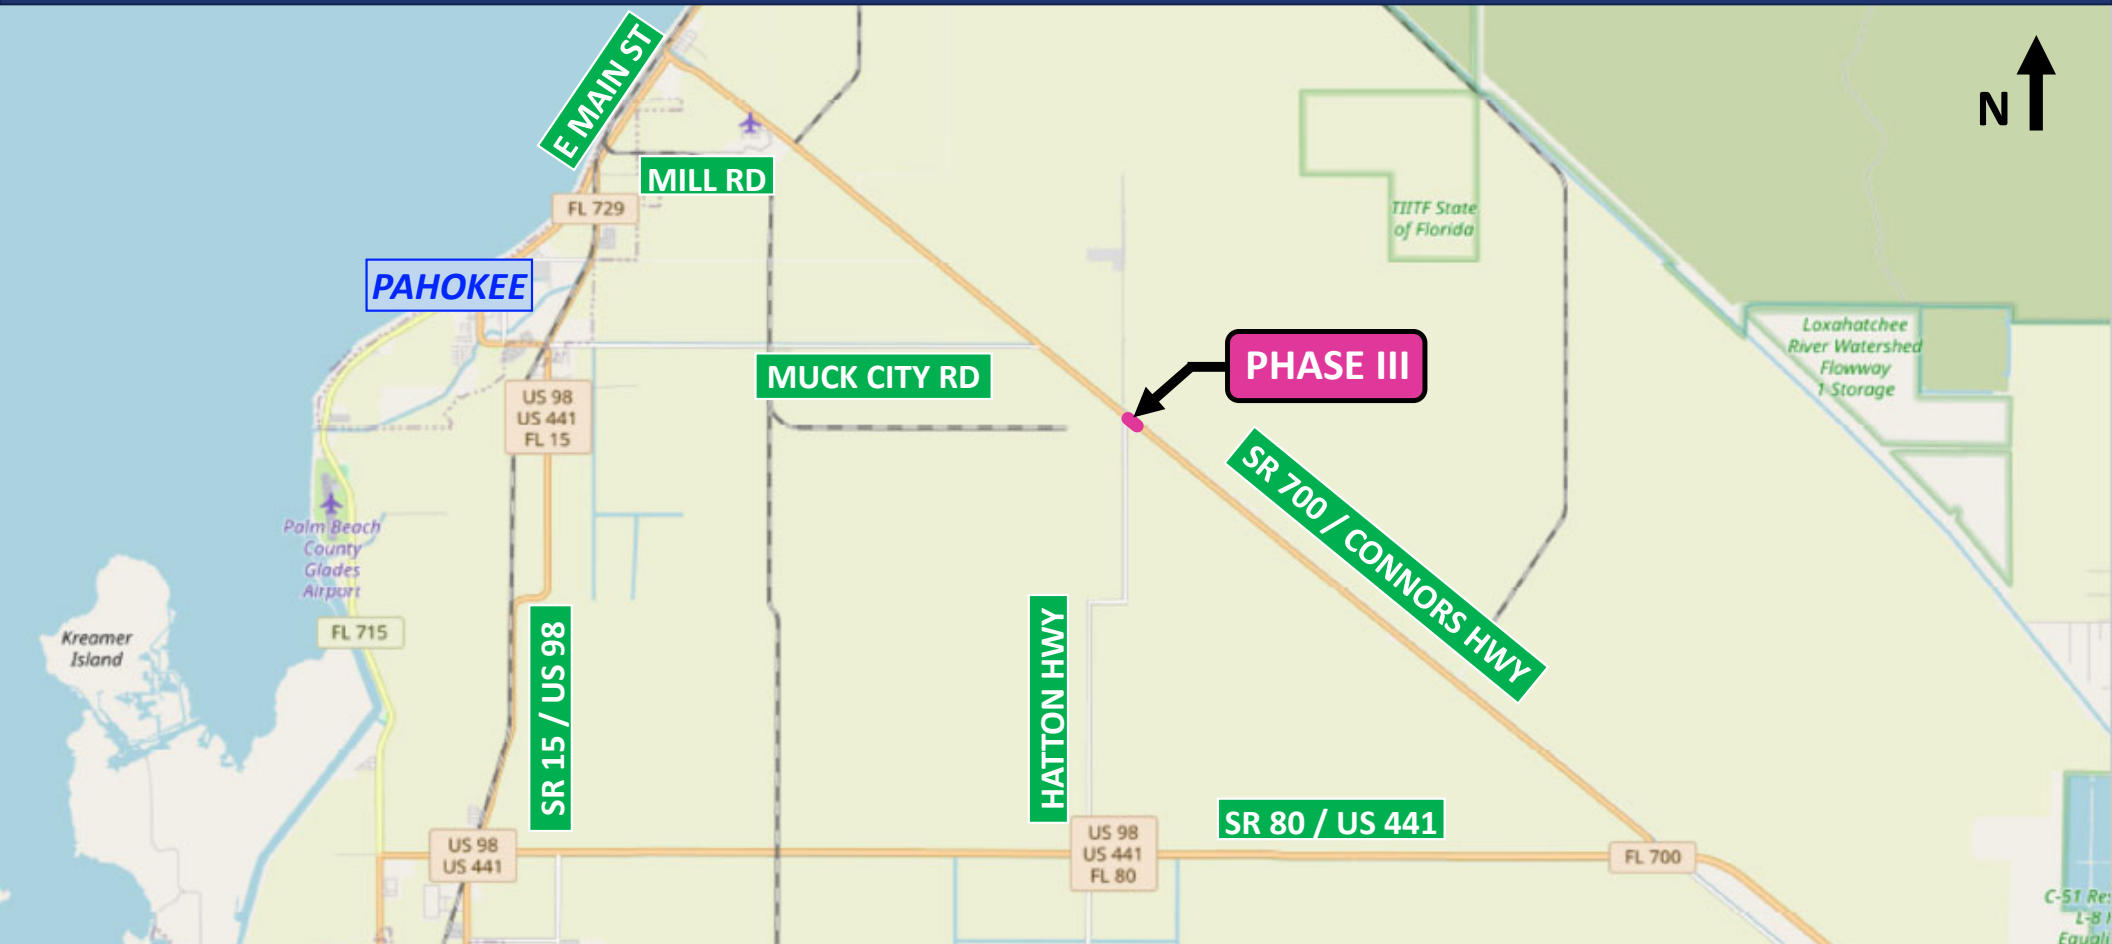 E MAIN ST
N
MILL RD
FL 729
TIITF State
of Florida
PAHOKEE
Loxahatchee
River Watershed
Flowway
1 Storage
PHASE III
MUCK CITY RD
US 98
US 441
FL 15
SR 700 / CONNORS HWY
Palm Beach
County
Glades
Airport
FL 715
Kreamer
Island
SR 15 / US 98
HATTON HWY
SR 80 / US 441
US 98
US 441
US 98
US 441
FL 80
FL 700
C-51 Res
L-8